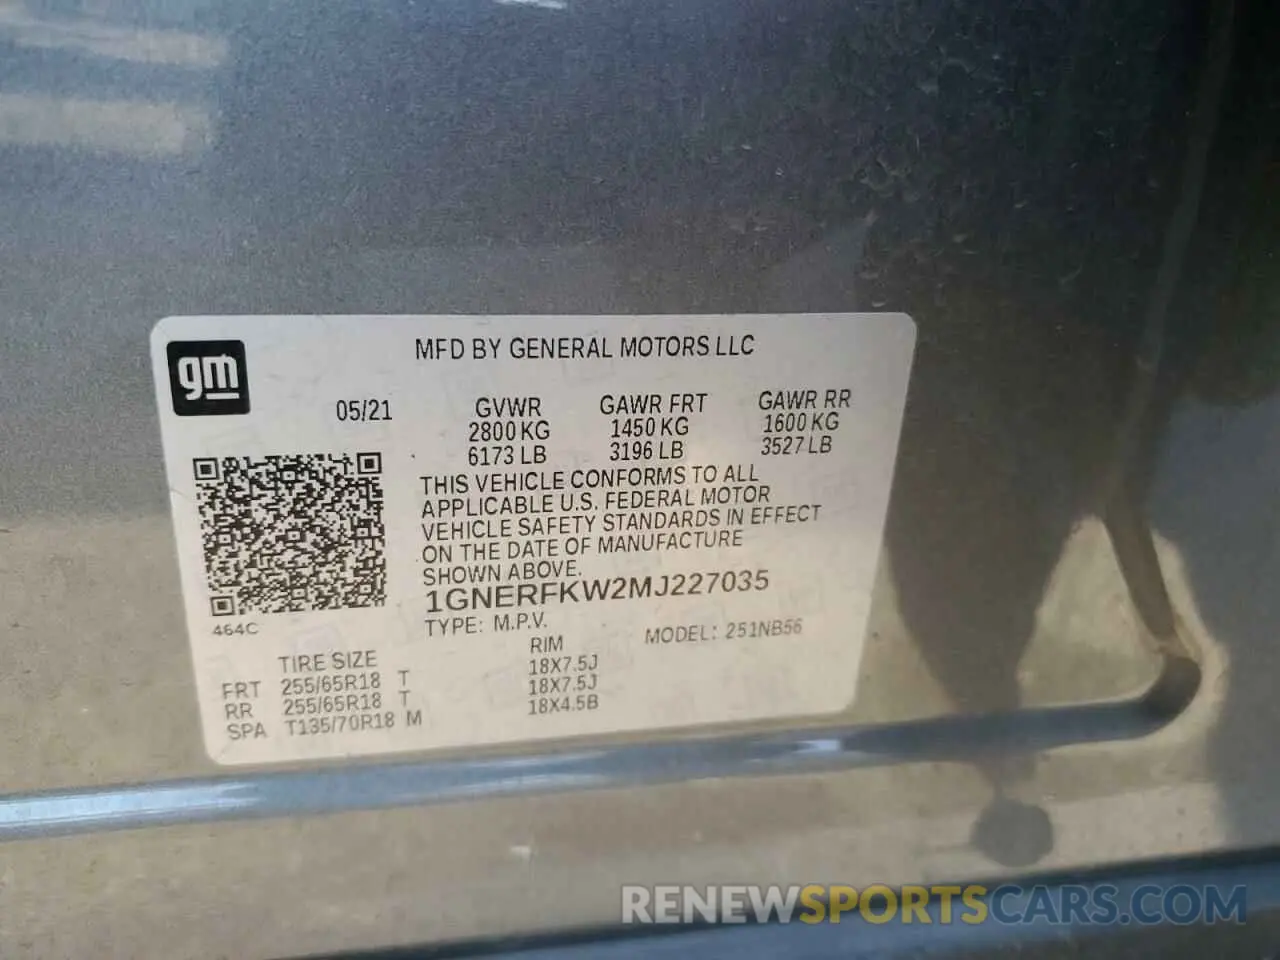 gm
MFD BY GENERAL MOTORS LLC
05/21 GVWR GAWR FRT GAWR RR
2800 KG 1450 KG 1600 KG
6173 LB 3196 LB 3527 LB
THIS VEHICLE CONFORMS TO ALL
APPLICABLE U.S. FEDERAL MOTOR
VEHICLE SAFETY STANDARDS IN EFFECT
ON THE DATE OF MANUFACTURE
SHOWN ABOVE.
1GNERFKW2MJ227035
464C
TYPE: M.P.V. MODEL: 251NB56
TIRE SIZE RIM
FRT 255/65R18 T 18X7.5J
RR 255/65R18 T 18X7.5J
SPA T135/70R18 M 18X4.5B
RENEWSPORTSCARS.COM